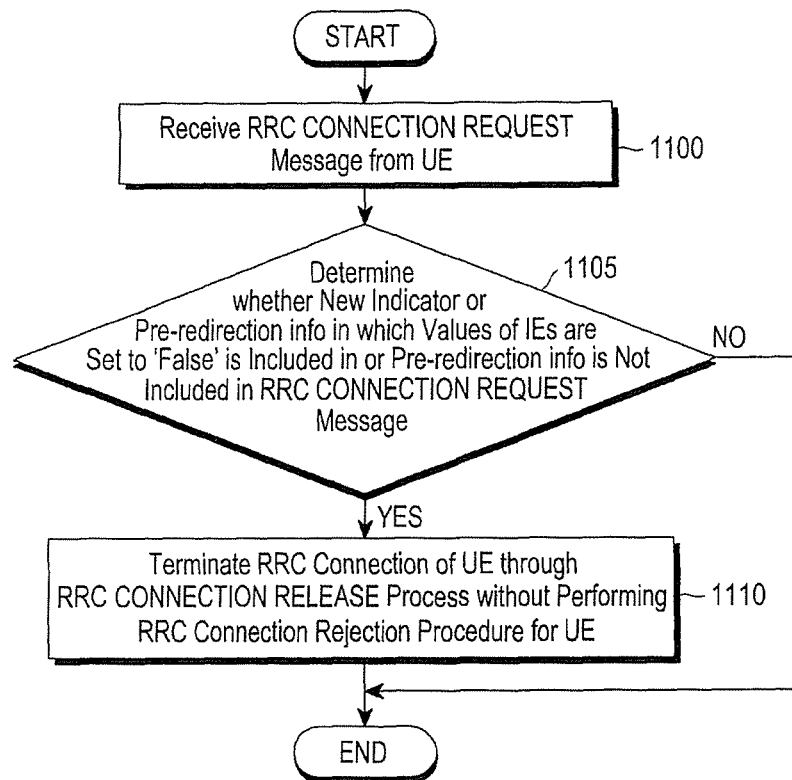 START
Receive RRC CONNECTION REQUEST
Message from UE
1100
1105
Determine
whether New Indicator or
Pre-redirection info in which Values of IEs are
Set to 'False' is Included in or Pre-redirection info is Not
Included in RRC CONNECTION REQUEST
Message
NO
YES
Terminate RRC Connection of UE through
RRC CONNECTION RELEASE Process without Performing
RRC Connection Rejection Procedure for UE
1110
END